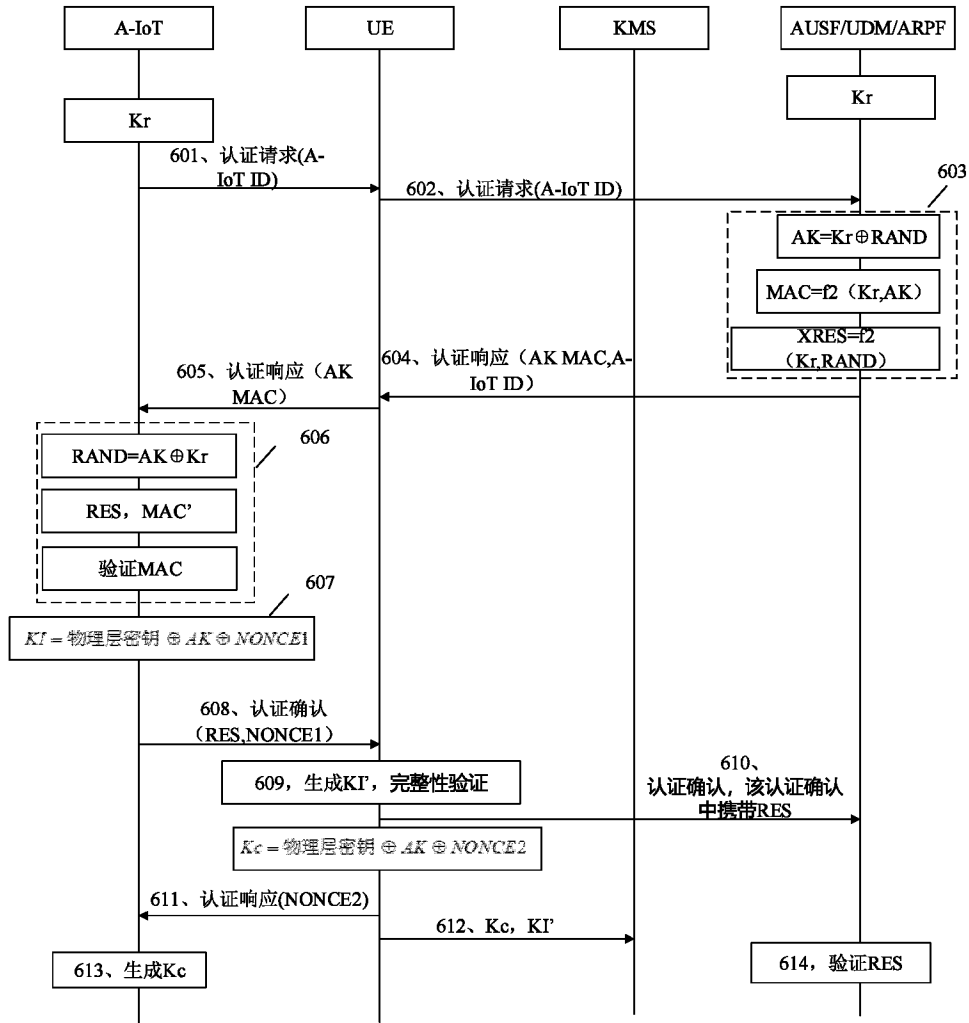 A-IoT
UE
KMS
AUSF/UDM/ARPF
Kr
Kr
601、认证请求(A-
IoT ID)
602、认证请求(A-IoT ID)
603
AK=Kr⊕RAND
MAC=f2（Kr,AK）
XRES=f2
（Kr,RAND）
604、认证响应（AK MAC,A-
IoT ID）
605、认证响应（AK
MAC）
606
RAND=AK⊕Kr
RES，MAC’
验证MAC
607
KI = 物理层密钥 ⊕ AK ⊕ NONCE1
608、认证确认
（RES,NONCE1）
609，生成KI’，完整性验证
610、
认证确认，该认证确认
中携带RES
Kc = 物理层密钥 ⊕ AK ⊕ NONCE2
611、认证响应(NONCE2)
612、Kc，KI’
613、生成Kc
614，验证RES